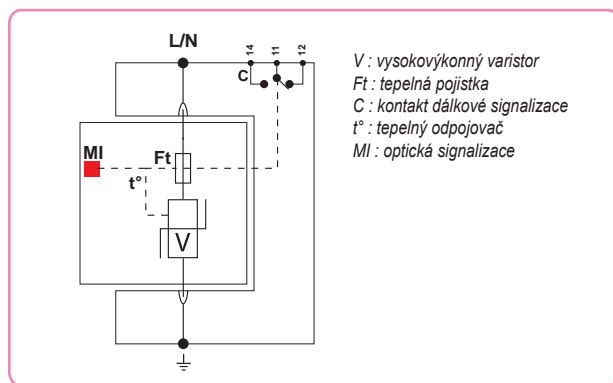 L/N
14
11
12
C
MI
Ft
t°
V
V : vysokovýkonný varistor
Ft : tepelná pojistka
C : kontakt dálkové signalizace
t° : tepelný odpojovač
MI : optická signalizace